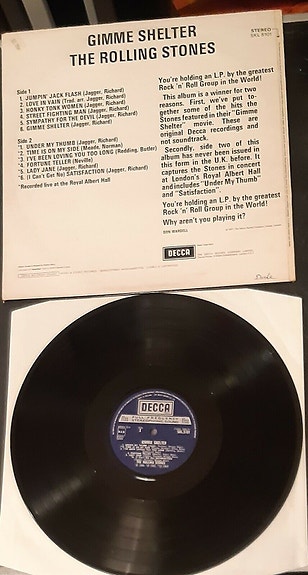 GIMME SHELTER
THE ROLLING STONES
STEREO
SKL 5101
Side 1
1. JUMPIN' JACK FLASH (Jagger, Richard)
2. LOVE IN VAIN (Trad. arr. Jagger, Richard)
3. HONKY TONK WOMEN (Jagger, Richard)
4. STREET FIGHTING MAN (Jagger, Richard)
5. SYMPATHY FOR THE DEVIL (Jagger, Richard)
6. GIMME SHELTER (Jagger, Richard)
Side 2
*1. UNDER MY THUMB (Jagger, Richard)
*2. TIME IS ON MY SIDE (Meade, Norman)
*3. I'VE BEEN LOVING YOU TOO LONG (Redding, Butler)
*4. FORTUNE TELLER (Neville)
*5. LADY JANE (Jagger, Richard)
*6. (I Can't Get No) SATISFACTION (Jagger, Richard)
*Recorded live at the Royal Albert Hall
You're holding an L.P. by the greatest
Rock 'n' Roll Group in the World!
This album is a winner for two
reasons. First, we've put to-
gether some of the hits the
Stones featured in their "Gimme
Shelter" movie. These are
original Decca recordings and
not soundtrack.
Secondly, side two of this
album has never been issued in
this form in the U.K. before. It
captures the Stones in concert
at London's Royal Albert Hall
and includes "Under My Thumb"
and "Satisfaction".
You're holding an L.P. by the greatest
Rock 'n' Roll Group in the World!
Why aren't you playing it?
DECCA
DECCA
FULL FREQUENCY
STEREOPHONIC SOUND
GIMME SHELTER
THE ROLLING STONES